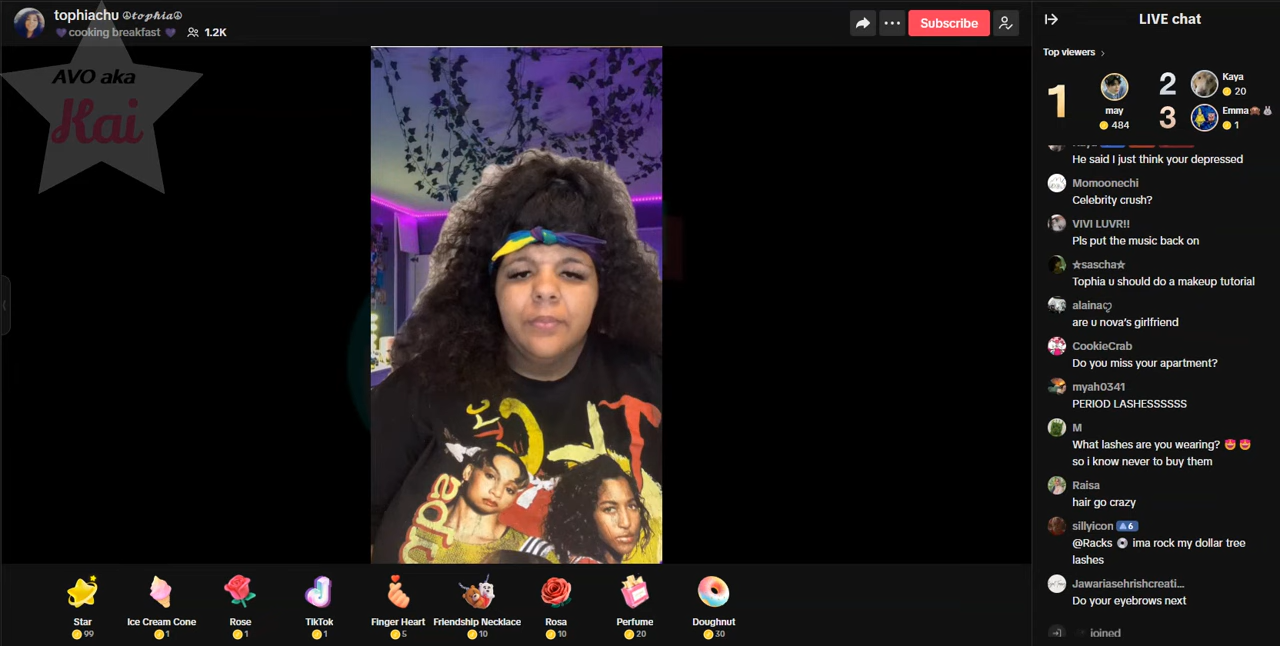 tophiachu ☮𝓽𝓸𝓹𝓱𝓲𝓪☮
💜cooking breakfast 💜 1.2K
Subscribe
LIVE chat
AVO aka
Kai
Top viewers ›
1
may
484
2
Kaya
20
3
Emma
1
He said I just think your depressed
Momoonechi
Celebrity crush?
VIVI LUVR!!
Pls put the music back on
☆sascha☆
Tophia u should do a makeup tutorial
alaina
are u nova's girlfriend
CookieCrab
Do you miss your apartment?
myah0341
PERIOD LASHESSSSSS
M
What lashes are you wearing? 😍 😍
so i know never to buy them
Raisa
hair go crazy
sillyicon 6
@Racks ima rock my dollar tree
lashes
Jawariasehrishcreati...
Do your eyebrows next
joined
Star
99
Ice Cream Cone
1
Rose
1
TikTok
1
Finger Heart
5
Friendship Necklace
10
Rosa
10
Perfume
20
Doughnut
30